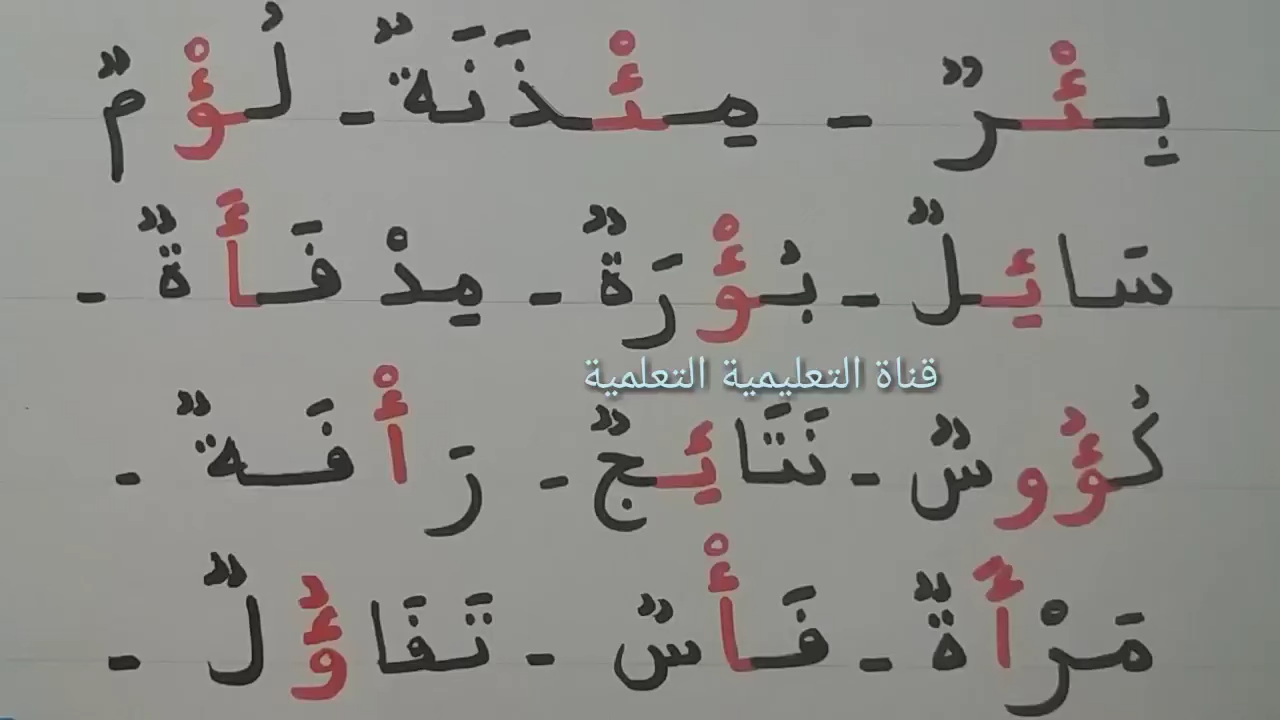 بِئْرٌ - مِئْذَنَةٌ - لُؤْمٌ
سَائِلٌ - بُؤْرَةٌ - مِدْفَأَةٌ -
قناة التعليمية التعلمية
كُؤُوسٌ - نَتَائِجٌ - رَأْفَةٌ -
مَرْأَةٌ - فَأْسٌ - تَفَاؤُلٌ -